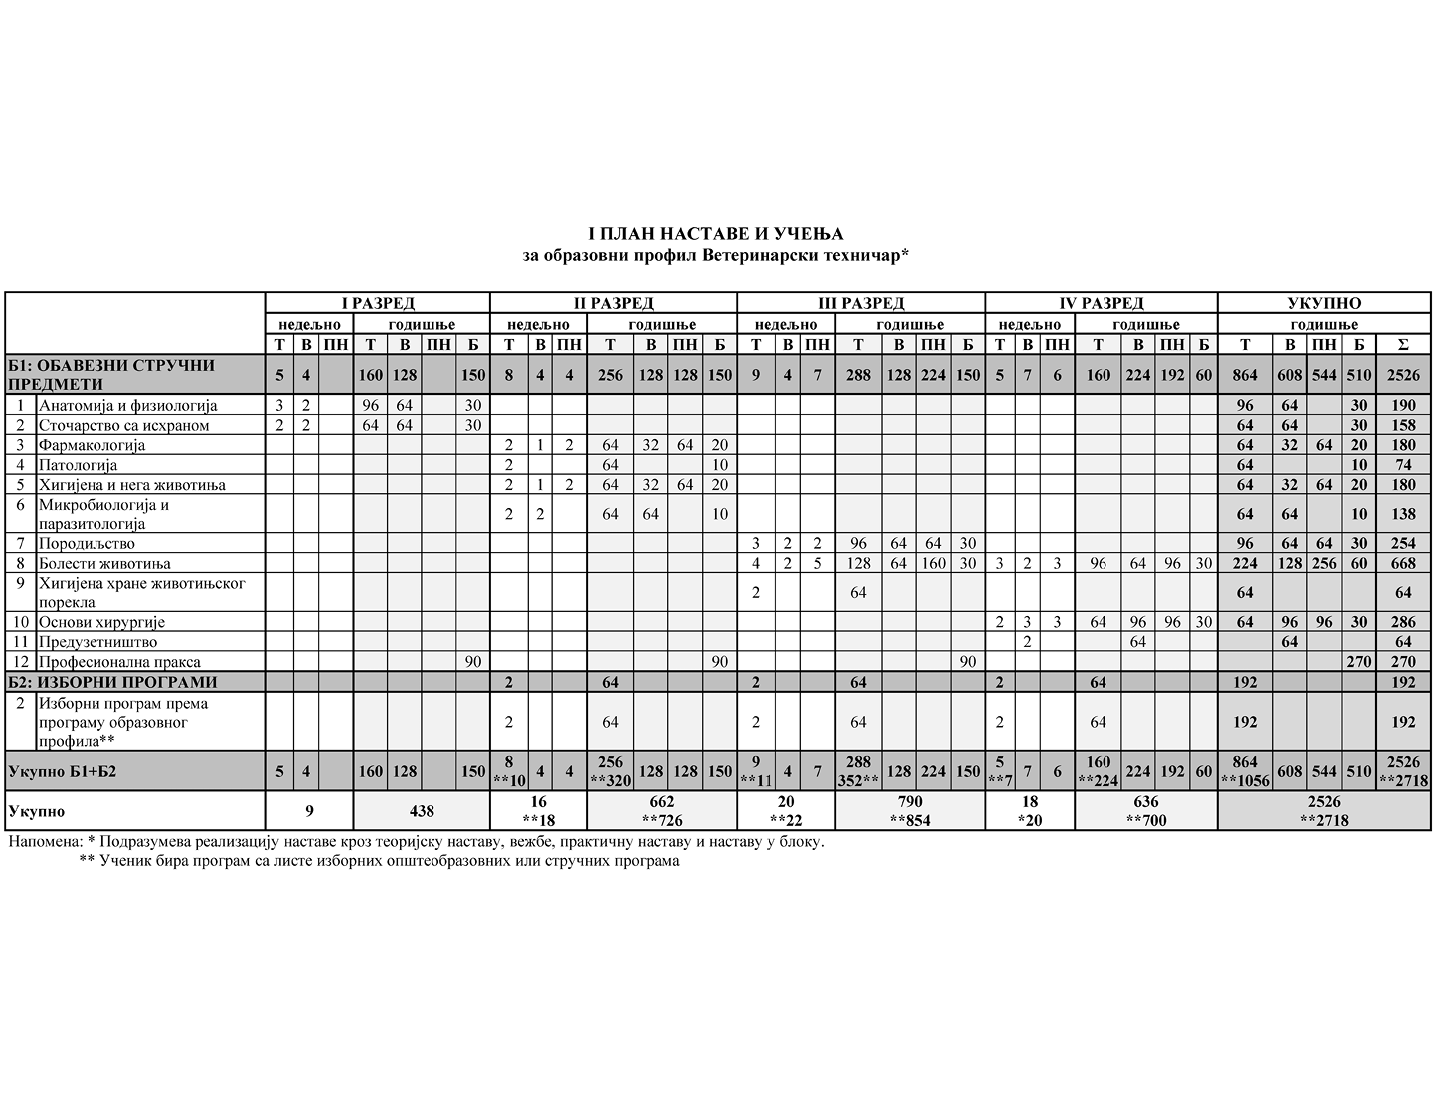 I ПЛАН НАСТАВЕ И УЧЕЊА
за образовни профил Ветеринарски техничар*
I РАЗРЕД II РАЗРЕД III РАЗРЕД IV РАЗРЕД УКУПНО
недељно годишње недељно годишње недељно годишње недељно годишње годишње
Т В ПН Т В ПН Б Т В ПН Т В ПН Б Т В ПН Т В ПН Б Т В ПН Т В ПН Б Т В ПН Б Σ
Б1: ОБАВЕЗНИ СТРУЧНИ
ПРЕДМЕТИ 5 4 160 128 150 8 4 4 256 128 128 150 9 4 7 288 128 224 150 5 7 6 160 224 192 60 864 608 544 510 2526
1 Анатомија и физиологија 3 2 96 64 30 96 64 30 190
2 Сточарство са исхраном 2 2 64 64 30 64 64 30 158
3 Фармакологија 2 1 2 64 32 64 20 64 32 64 20 180
4 Патологија 2 64 10 64 10 74
5 Хигијена и нега животиња 2 1 2 64 32 64 20 64 32 64 20 180
6 Микробиологија и
паразитологија 2 2 64 64 10 64 64 10 138
7 Породиљство 3 2 2 96 64 64 30 96 64 64 30 254
8 Болести животиња 4 2 5 128 64 160 30 3 2 3 96 64 96 30 224 128 256 60 668
9 Хигијена хране животињског
порекла 2 64 64 64
10 Основи хирургије 2 3 3 64 96 96 30 64 96 96 30 286
11 Предузетништво 2 64 64 64
12 Професионална пракса 90 90 90 270 270
Б2: ИЗБОРНИ ПРОГРАМИ 2 64 2 64 2 64 192 192
2 Изборни програм према
програму образовног 2 64 2 64 2 64 192 192
профила**
Укупно Б1+Б2 5 4 160 128 150 8 4 4 256 128 128 150 9 4 7 288 128 224 150 5 7 6 160 224 192 60 864 608 544 510 2526
**10 **320 **11 352** **7 **224 **1056 **2718
Укупно 9 438 16 662 20 790 18 636 2526
**18 **726 **22 **854 *20 **700 **2718
Напомена: * Подразумева реализацију наставе кроз теоријску наставу, вежбе, практичну наставу и наставу у блоку.
** Ученик бира програм са листе изборних општеобразовних или стручних програма